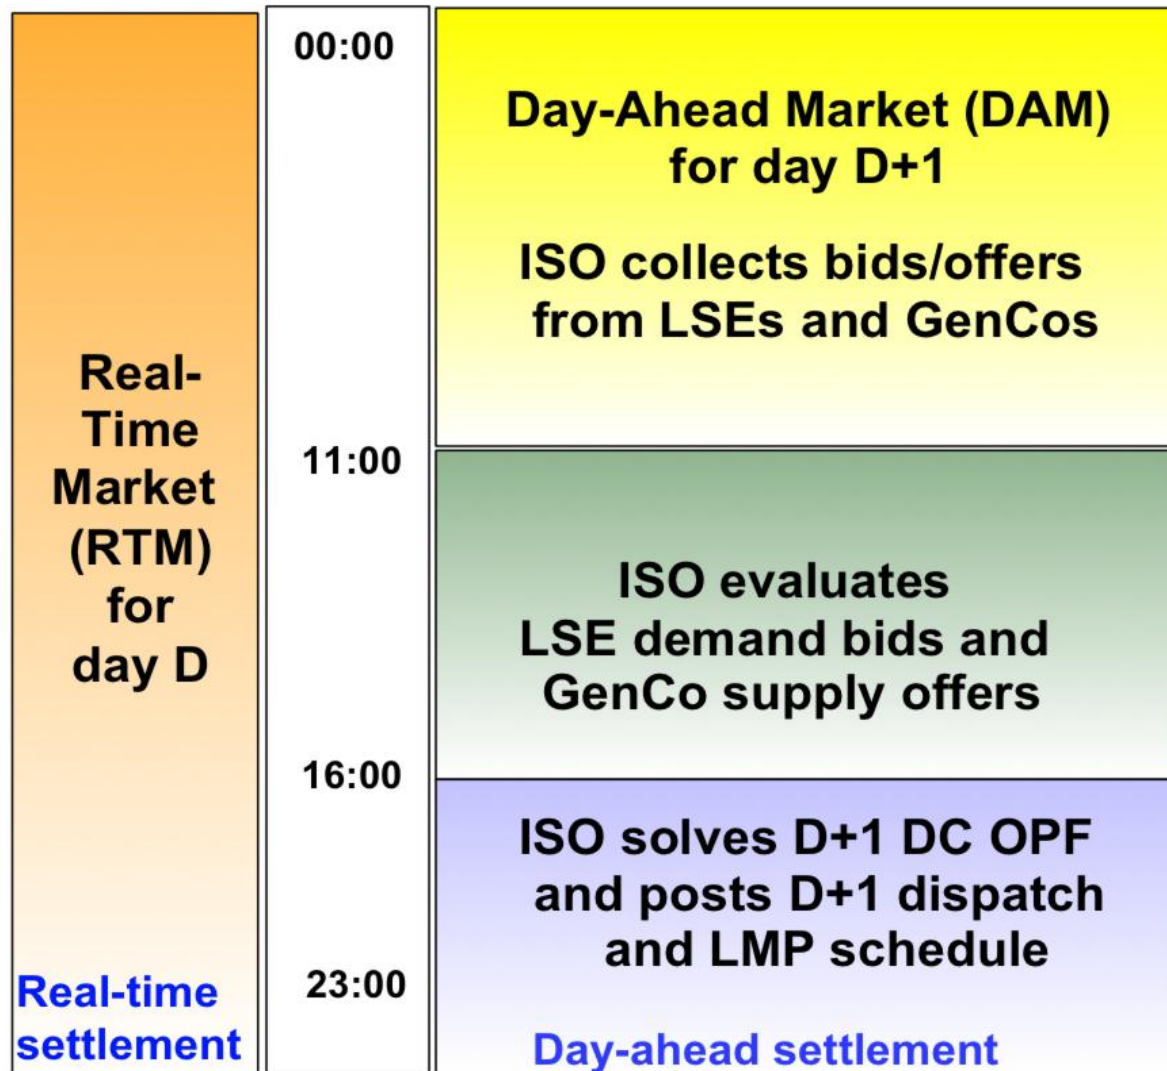 Real-
Time
Market
(RTM)
for
day D
Real-time
settlement
00:00
11:00
16:00
23:00
Day-Ahead Market (DAM)
for day D+1
ISO collects bids/offers
from LSEs and GenCos
ISO evaluates
LSE demand bids and
GenCo supply offers
ISO solves D+1 DC OPF
and posts D+1 dispatch
and LMP schedule
Day-ahead settlement